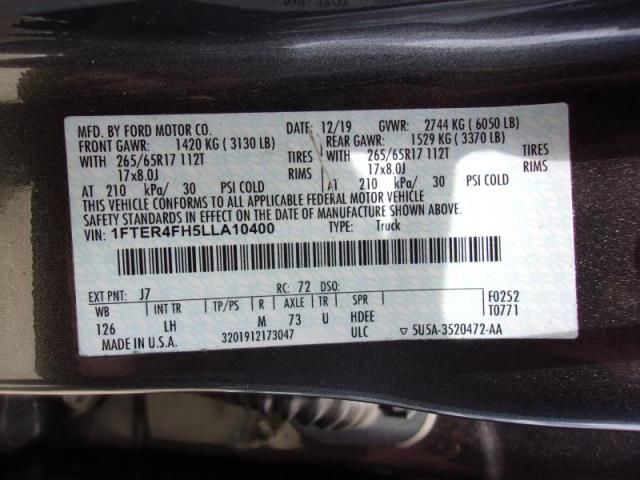 MFD. BY FORD MOTOR CO. DATE: 12/19 GVWR: 2744 KG ( 6050 LB)
FRONT GAWR: 1420 KG ( 3130 LB) REAR GAWR: 1529 KG ( 3370 LB)
WITH 265/65R17 112T TIRES WITH 265/65R17 112T TIRES
17x8.0J RIMS 17x8.0J RIMS
AT 210 kPa/ 30 PSI COLD AT 210 kPa/ 30 PSI COLD
THIS VEHICLE CONFORMS TO ALL APPLICABLE FEDERAL MOTOR VEHICLE
SAFETY STANDARDS IN EFFECT ON THE DATE OF MANUFACTURE SHOWN ABOVE.
VIN: 1FTER4FH5LLA10400 TYPE: Truck
EXT PNT: J7 RC: 72 DSO: F0252
WB INT TR TP/PS R AXLE TR SPR T0771
126 LH M 73 U HDEE
MADE IN U.S.A. 3201912173047 ULC ▽ 5U5A-3520472-AA